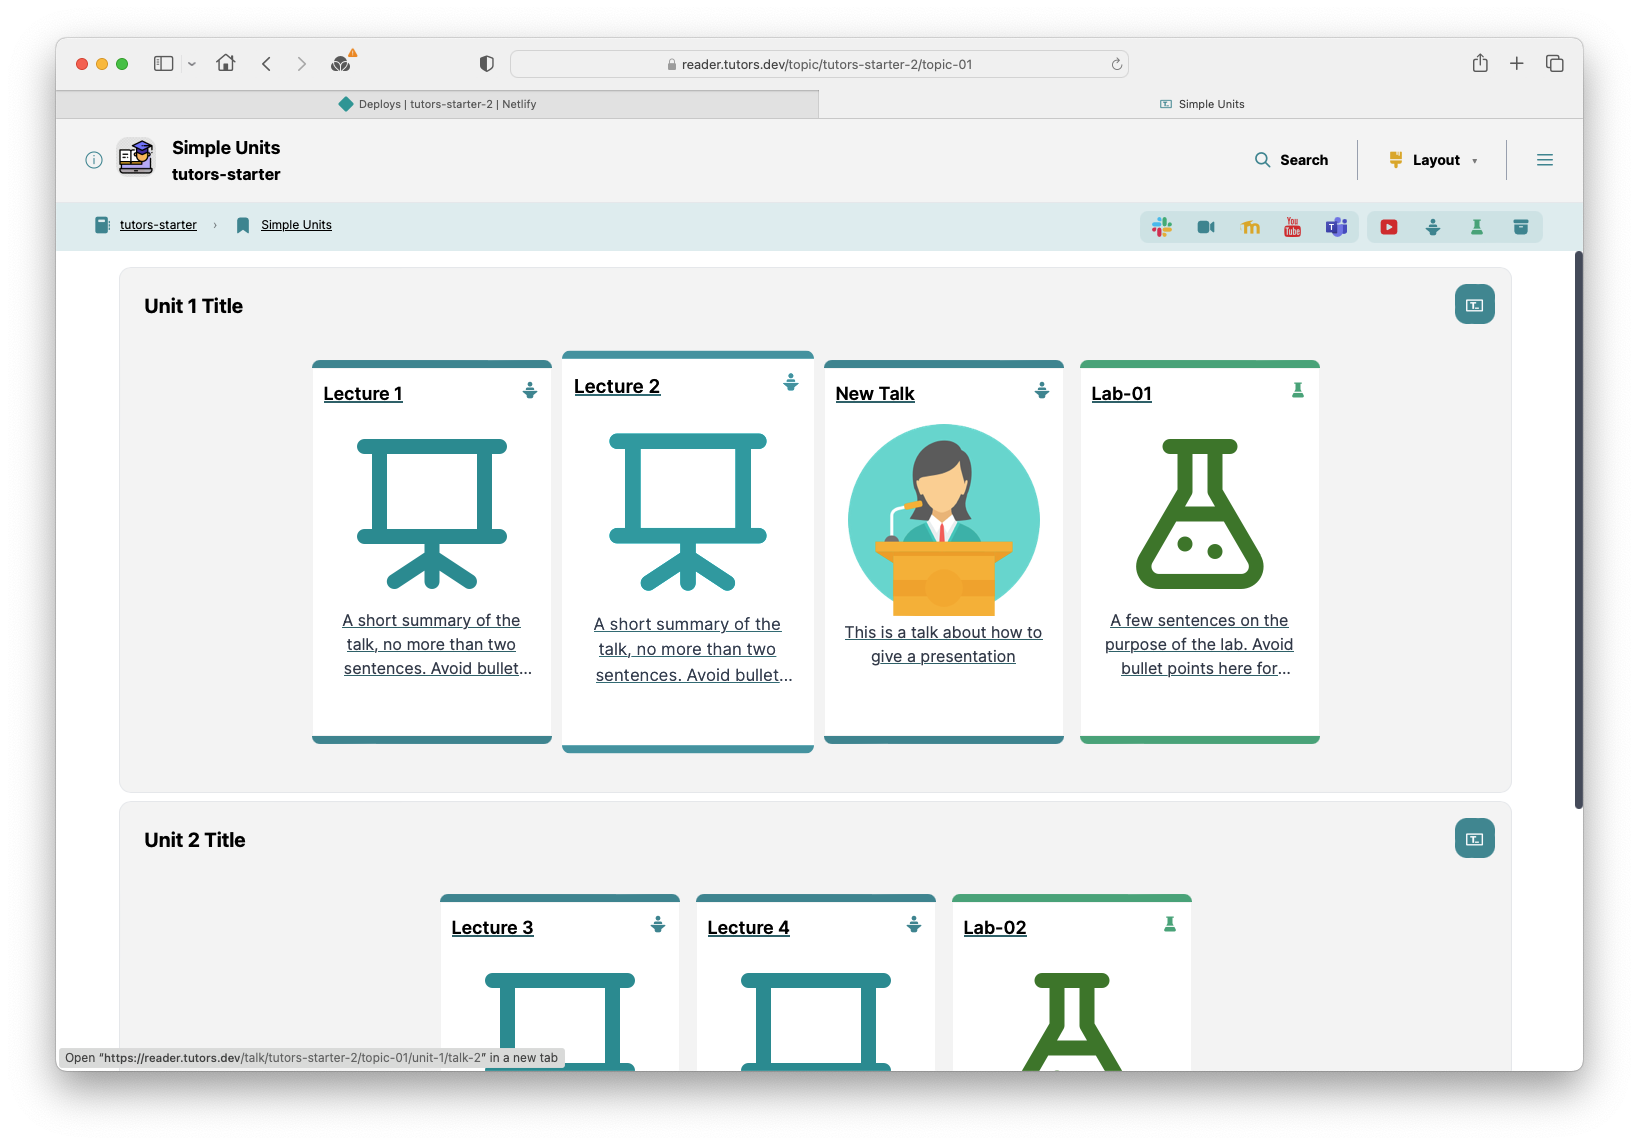 reader.tutors.dev/topic/tutors-starter-2/topic-01
Deploys | tutors-starter-2 | Netlify
Simple Units
Simple Units
tutors-starter
Search
Layout
tutors-starter
Simple Units
You
Tube
Unit 1 Title
Lecture 1
Lecture 2
New Talk
Lab-01
A short summary of the
talk, no more than two
sentences. Avoid bullet...
A short summary of the
talk, no more than two
sentences. Avoid bullet...
This is a talk about how to
give a presentation
A few sentences on the
purpose of the lab. Avoid
bullet points here for...
Unit 2 Title
Lecture 3
Lecture 4
Lab-02
Open “https://reader.tutors.dev/talk/tutors-starter-2/topic-01/unit-1/talk-2” in a new tab